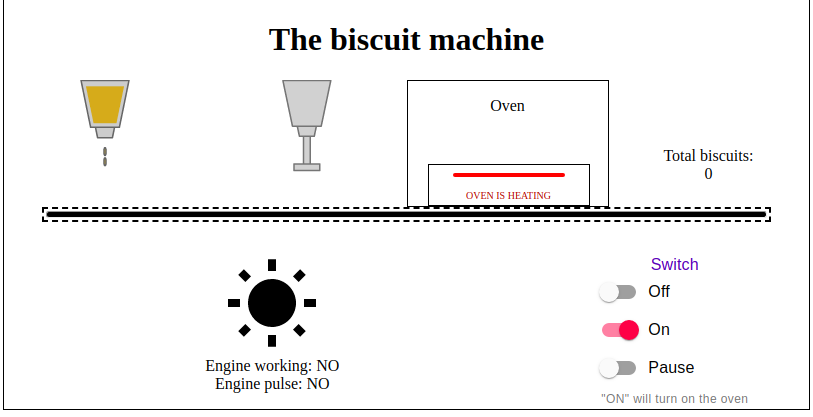 The biscuit machine
Oven
OVEN IS HEATING
Total biscuits:
0
Engine working: NO
Engine pulse: NO
Switch
Off
On
Pause
"ON" will turn on the oven